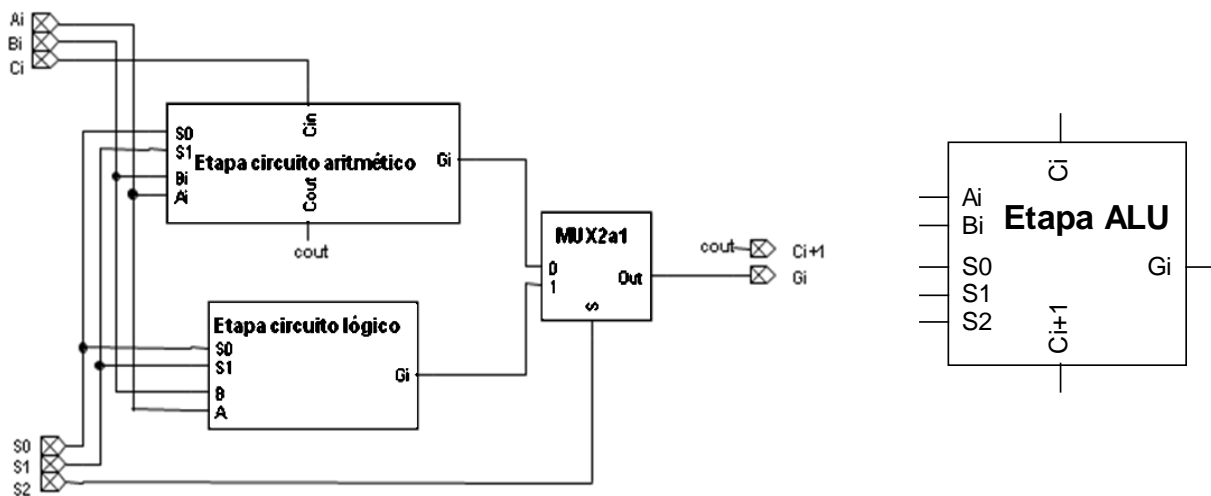 Ai
Bi
Ci
S0
S1
Bi
Ai
Cin
Etapa circuito aritmético
Cout
Gi
cout
Etapa circuito lógico
S0
S1
B
A
Gi
MUX2a1
0
1
Out
S
cout
Ci+1
Gi
S0
S1
S2
Ci
Ai
Bi
Etapa ALU
S0
S1
S2
Gi
Ci+1